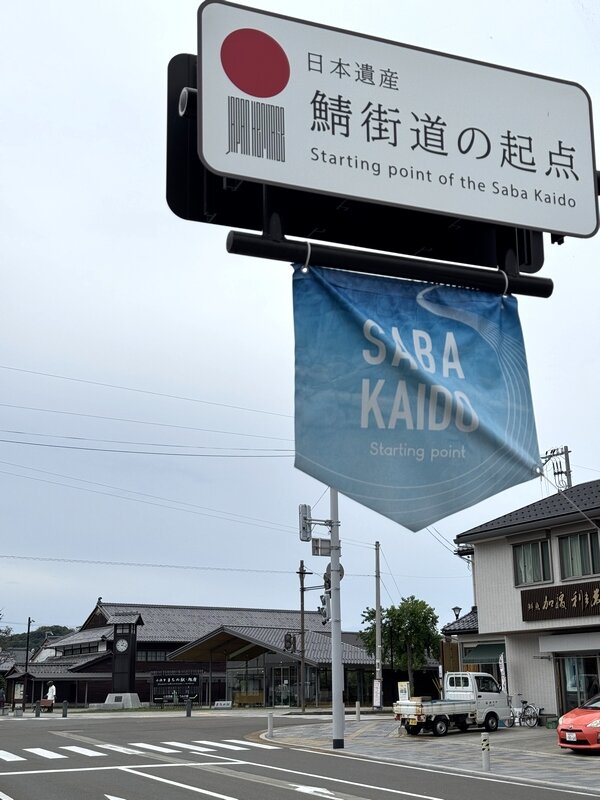 日本遺産
鯖街道の起点
Starting point of the Saba Kaido
SABA
KAIDO
Starting point